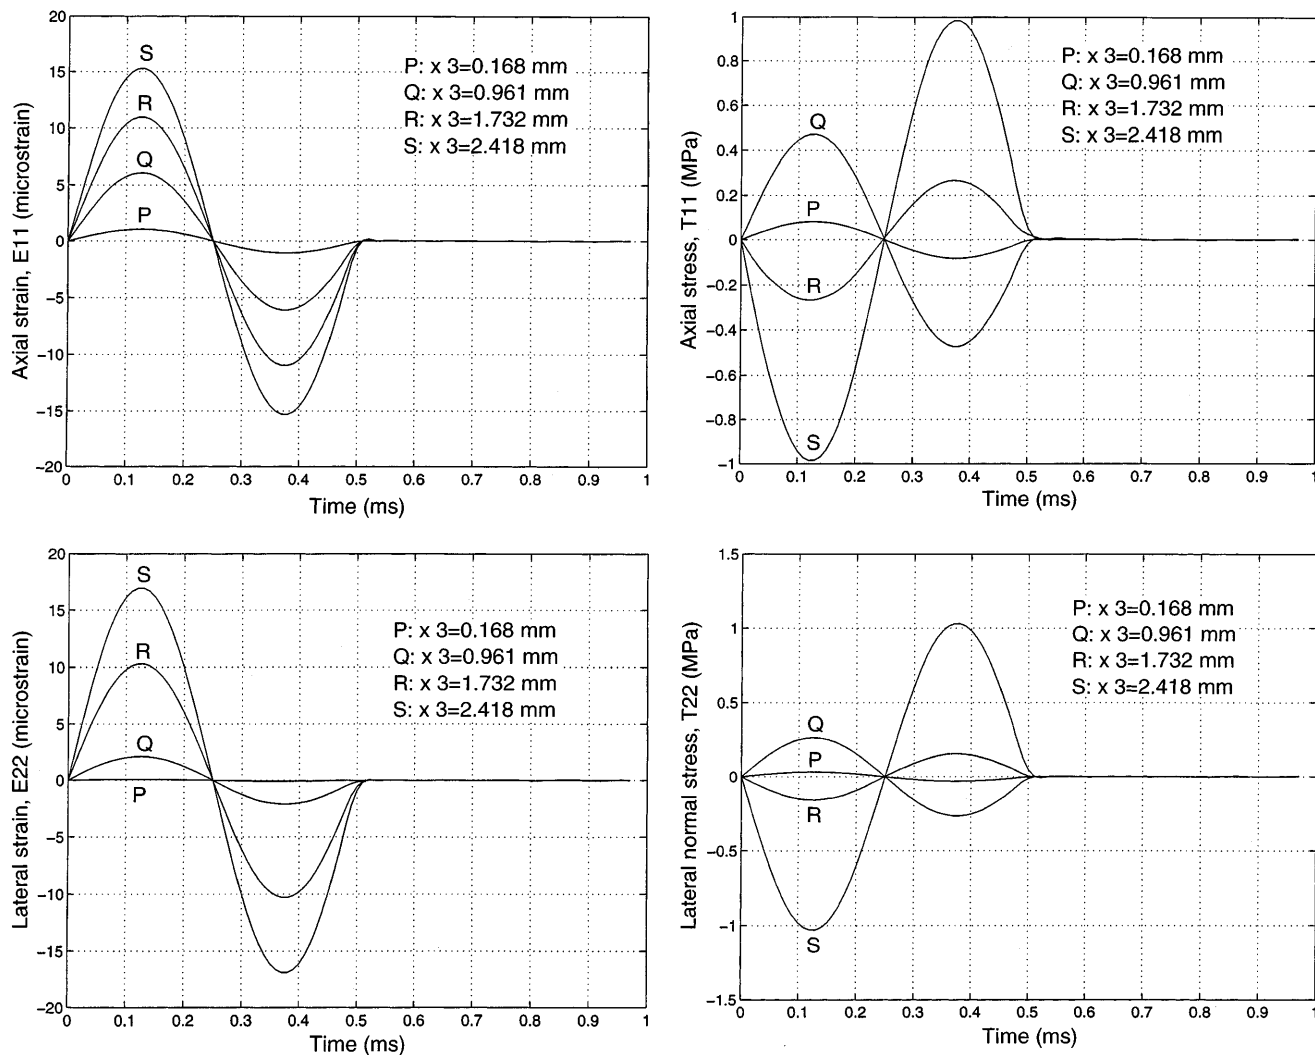 20
15
10
5
0
−5
−10
−15
−20
Axial strain, E11 (microstrain)
S
R
Q
P
P: x 3=0.168 mm
Q: x 3=0.961 mm
R: x 3=1.732 mm
S: x 3=2.418 mm
0 0.1 0.2 0.3 0.4 0.5 0.6 0.7 0.8 0.9 1
Time (ms)
1
0.8
0.6
0.4
0.2
0
−0.2
−0.4
−0.6
−0.8
−1
Axial stress, T11 (MPa)
Q
P
R
S
P: x 3=0.168 mm
Q: x 3=0.961 mm
R: x 3=1.732 mm
S: x 3=2.418 mm
0 0.1 0.2 0.3 0.4 0.5 0.6 0.7 0.8 0.9 1
Time (ms)
20
15
10
5
0
−5
−10
−15
−20
Lateral strain, E22 (microstrain)
S
R
Q
P
P: x 3=0.168 mm
Q: x 3=0.961 mm
R: x 3=1.732 mm
S: x 3=2.418 mm
0 0.1 0.2 0.3 0.4 0.5 0.6 0.7 0.8 0.9 1
Time (ms)
1.5
1
0.5
0
−0.5
−1
−1.5
Lateral normal stress, T22 (MPa)
Q
P
R
S
P: x 3=0.168 mm
Q: x 3=0.961 mm
R: x 3=1.732 mm
S: x 3=2.418 mm
0 0.1 0.2 0.3 0.4 0.5 0.6 0.7 0.8 0.9 1
Time (ms)